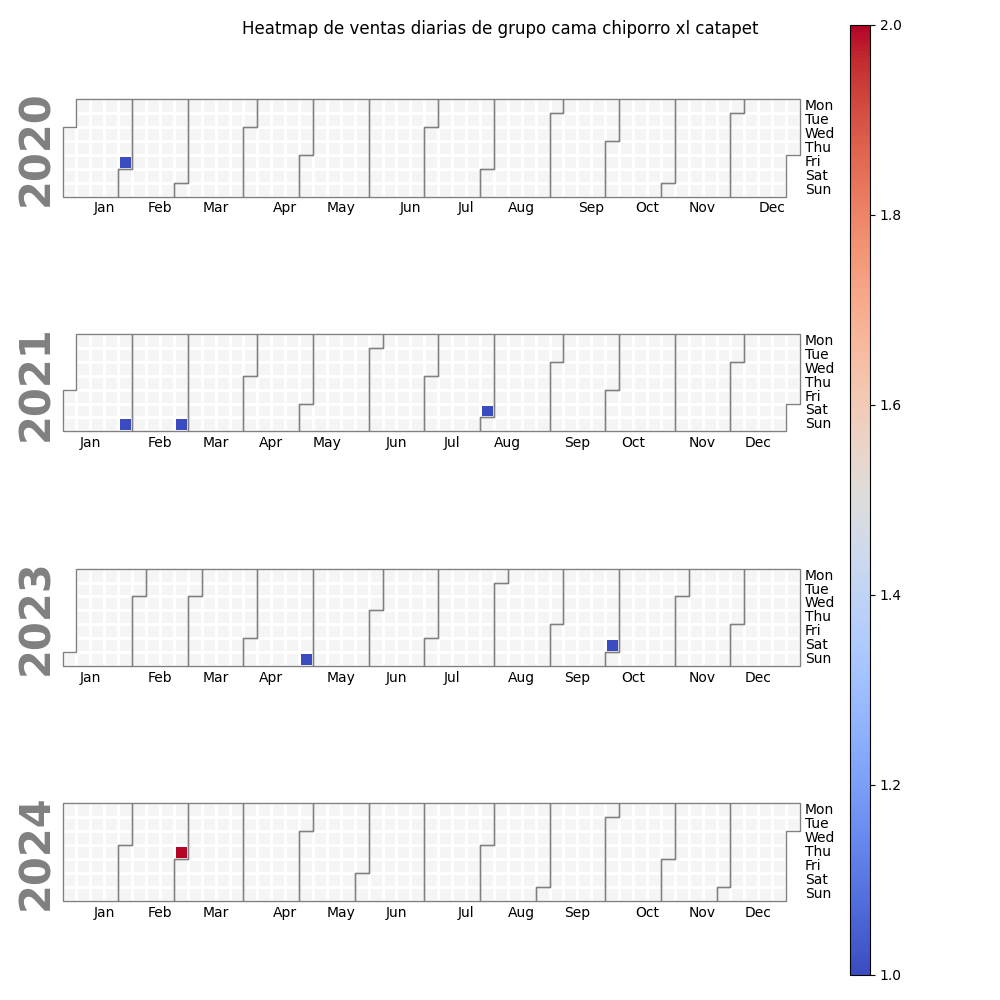 Heatmap de ventas diarias de grupo cama chiporro xl catapet
2020
Mon
Tue
Wed
Thu
Fri
Sat
Sun
Jan Feb Mar Apr May Jun Jul Aug Sep Oct Nov Dec
2021
Mon
Tue
Wed
Thu
Fri
Sat
Sun
Jan Feb Mar Apr May Jun Jul Aug Sep Oct Nov Dec
2023
Mon
Tue
Wed
Thu
Fri
Sat
Sun
Jan Feb Mar Apr May Jun Jul Aug Sep Oct Nov Dec
2024
Mon
Tue
Wed
Thu
Fri
Sat
Sun
Jan Feb Mar Apr May Jun Jul Aug Sep Oct Nov Dec
2.0
1.8
1.6
1.4
1.2
1.0